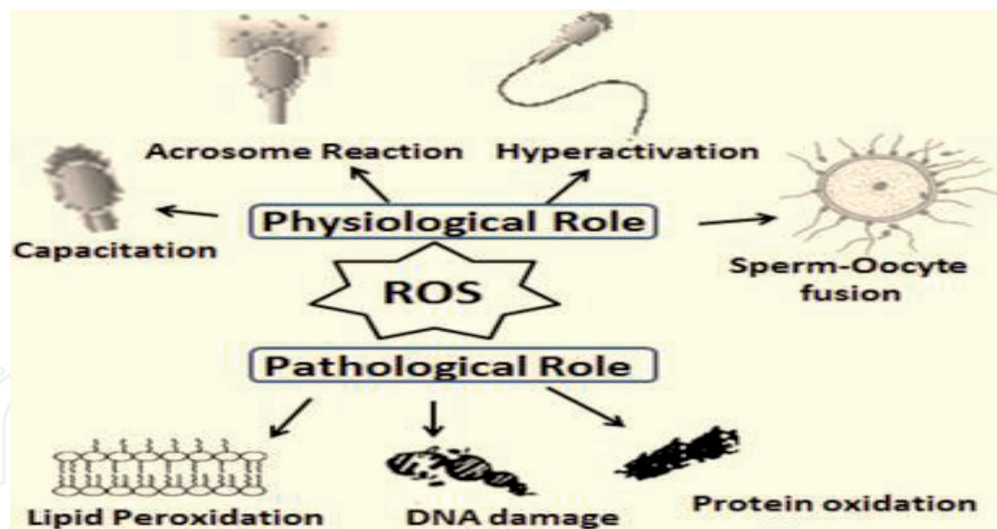 Acrosome Reaction
Hyperactivation
Capacitation
Physiological Role
Sperm-Oocyte
fusion
ROS
Pathological Role
Lipid Peroxidation
DNA damage
Protein oxidation